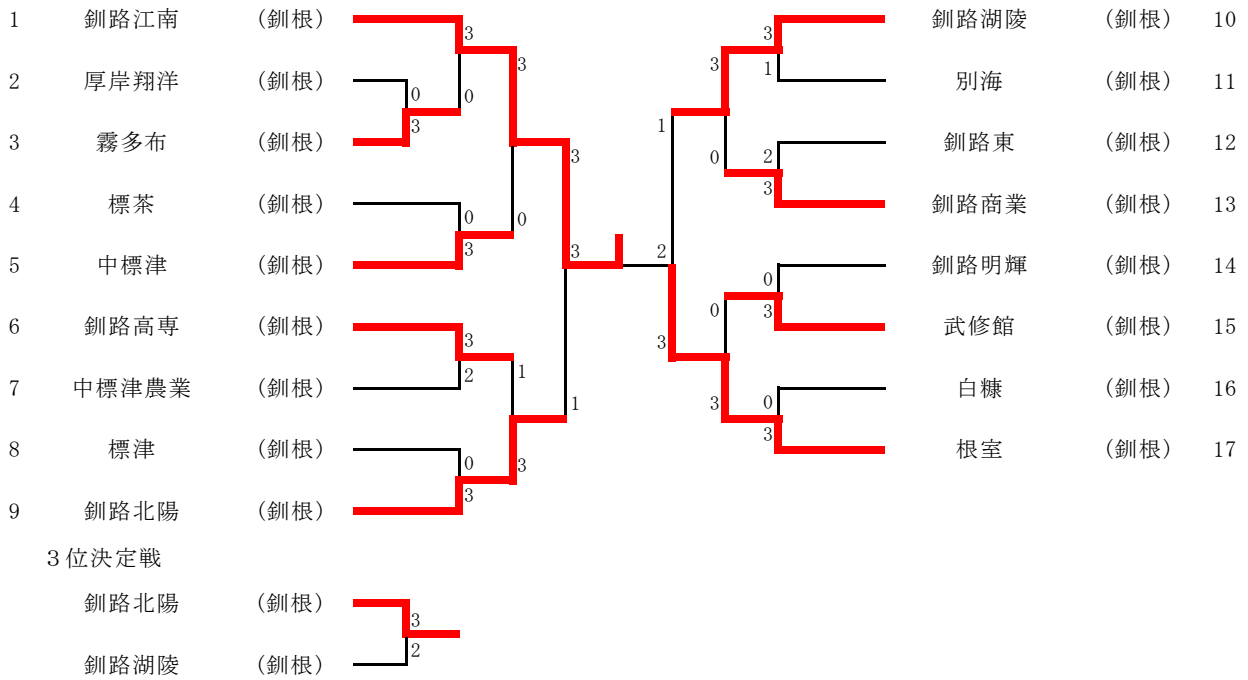 1 釧路江南 (釧根) 3 3 釧路湖陵 (釧根) 10
3 3
2 厚岸翔洋 (釧根) 0 0 1 別海 (釧根) 11
3 1
3 霧多布 (釧根) 3 0 2 釧路東 (釧根) 12
4 標茶 (釧根) 0 0 3 釧路商業 (釧根) 13
5 中標津 (釧根) 3 3 2 0 釧路明輝 (釧根) 14
6 釧路高専 (釧根) 3 3 0 3 武修館 (釧根) 15
7 中標津農業 (釧根) 2 1 1 3 0 白糠 (釧根) 16
8 標津 (釧根) 0 3 3 根室 (釧根) 17
9 釧路北陽 (釧根) 3
3位決定戦
釧路北陽 (釧根) 3
釧路湖陵 (釧根) 2